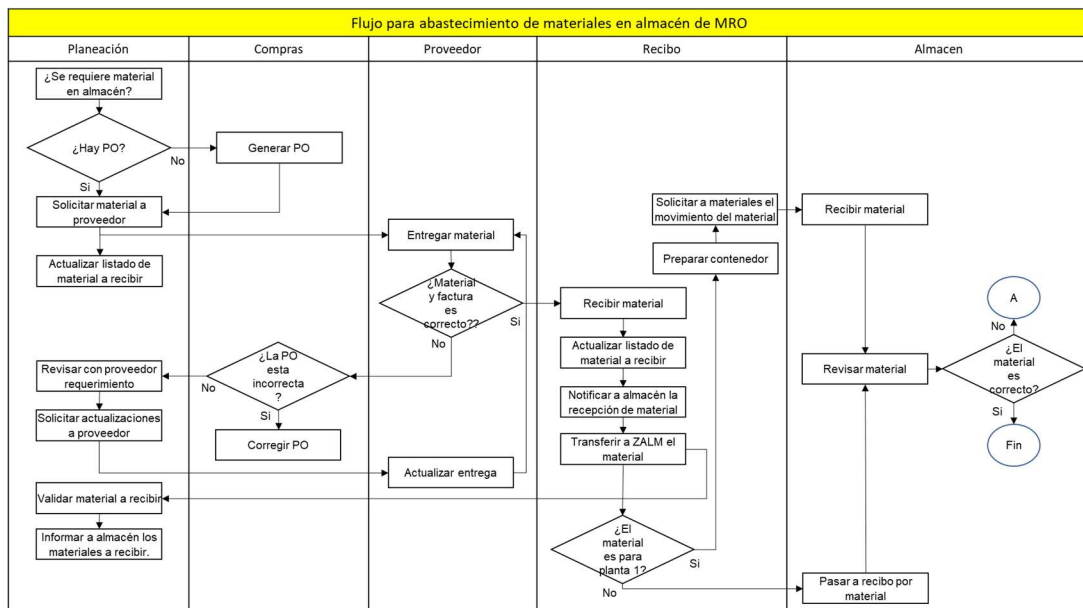 Flujo para abastecimiento de materiales en almacén de MRO
Planeación
Compras
Proveedor
Recibo
Almacen
¿Se requiere material
en almacén?
¿Hay PO?
No
Si
Generar PO
Solicitar material a
proveedor
Actualizar listado de
material a recibir
Entregar material
¿Material
y factura
es
correcto??
Si
No
¿La PO
esta
incorrecta
?
No
Si
Corregir PO
Revisar con proveedor
requerimiento
Solicitar actualizaciones
a proveedor
Actualizar entrega
Validar material a recibir
Informar a almacén los
materiales a recibir.
Solicitar a materiales el
movimiento del material
Preparar contenedor
Recibir material
Actualizar listado de
material a recibir
Notificar a almacén la
recepción de material
Transferir a ZALM el
material
¿El
material
es para
planta 1?
Si
No
Recibir material
Revisar material
Pasar a recibo por
material
A
No
¿El
material
es
correcto?
Si
Fin